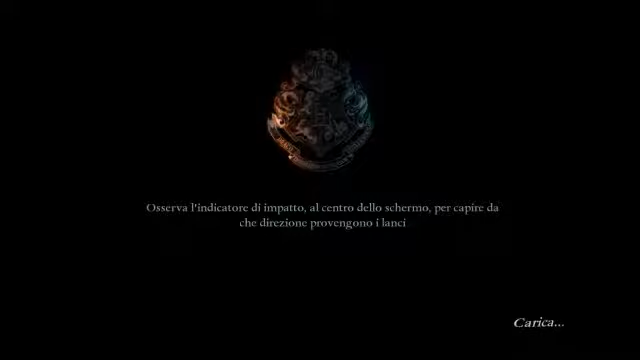 Osserva l'indicatore di impatto, al centro dello schermo, per capire da
che direzione provengono i lanci
Carica...